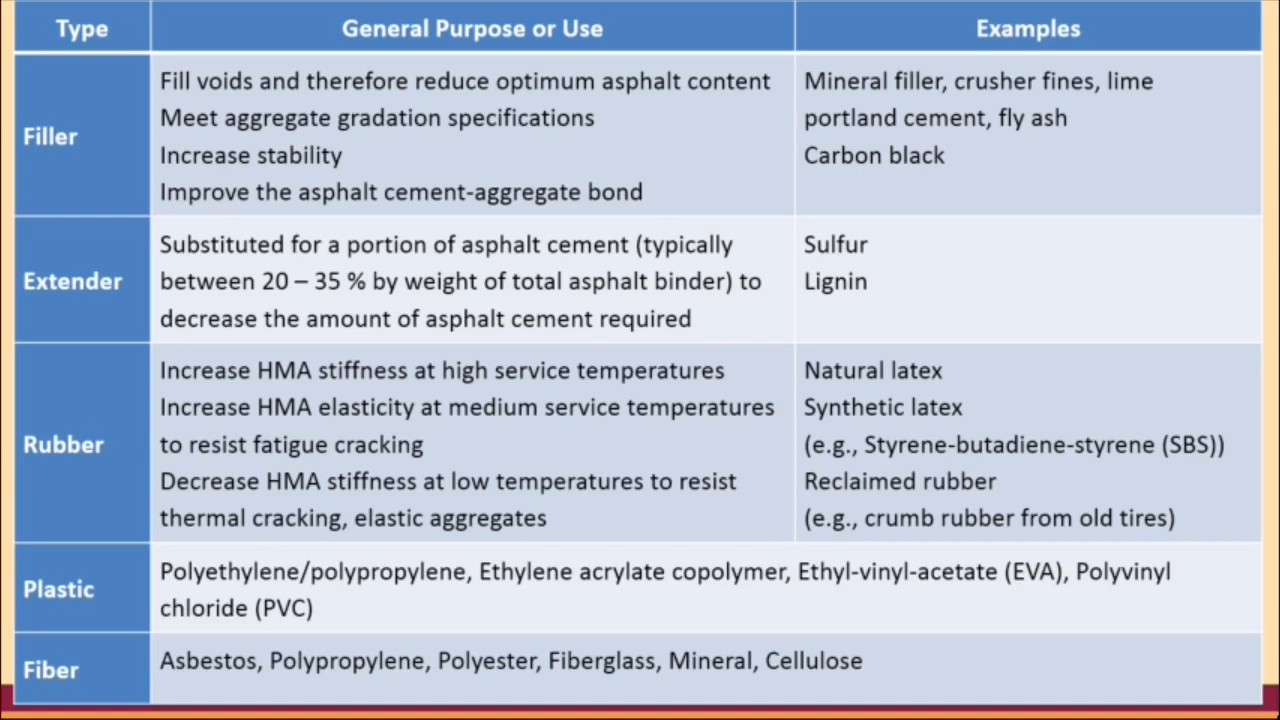 Type General Purpose or Use Examples
Filler
Fill voids and therefore reduce optimum asphalt content
Meet aggregate gradation specifications
Increase stability
Improve the asphalt cement-aggregate bond
Mineral filler, crusher fines, lime
portland cement, fly ash
Carbon black
Extender
Substituted for a portion of asphalt cement (typically
between 20 – 35 % by weight of total asphalt binder) to
decrease the amount of asphalt cement required
Sulfur
Lignin
Rubber
Increase HMA stiffness at high service temperatures
Increase HMA elasticity at medium service temperatures
to resist fatigue cracking
Decrease HMA stiffness at low temperatures to resist
thermal cracking, elastic aggregates
Natural latex
Synthetic latex
(e.g., Styrene-butadiene-styrene (SBS))
Reclaimed rubber
(e.g., crumb rubber from old tires)
Plastic
Polyethylene/polypropylene, Ethylene acrylate copolymer, Ethyl-vinyl-acetate (EVA), Polyvinyl
chloride (PVC)
Fiber
Asbestos, Polypropylene, Polyester, Fiberglass, Mineral, Cellulose